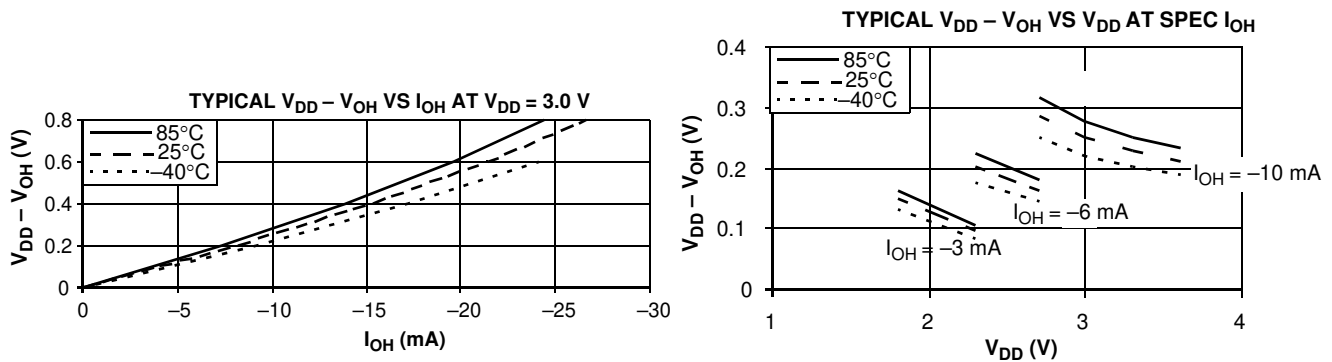 TYPICAL VDD – VOH VS IOH AT VDD = 3.0 V
VDD – VOH (V)
0.8
0.6
0.4
0.2
0
85°C
25°C
–40°C
0
–5
–10
–15
–20
–25
–30
IOH (mA)
TYPICAL VDD – VOH VS VDD AT SPEC IOH
VDD – VOH (V)
0.4
0.3
0.2
0.1
0
85°C
25°C
–40°C
IOH = –10 mA
IOH = –6 mA
IOH = –3 mA
1
2
3
4
VDD (V)